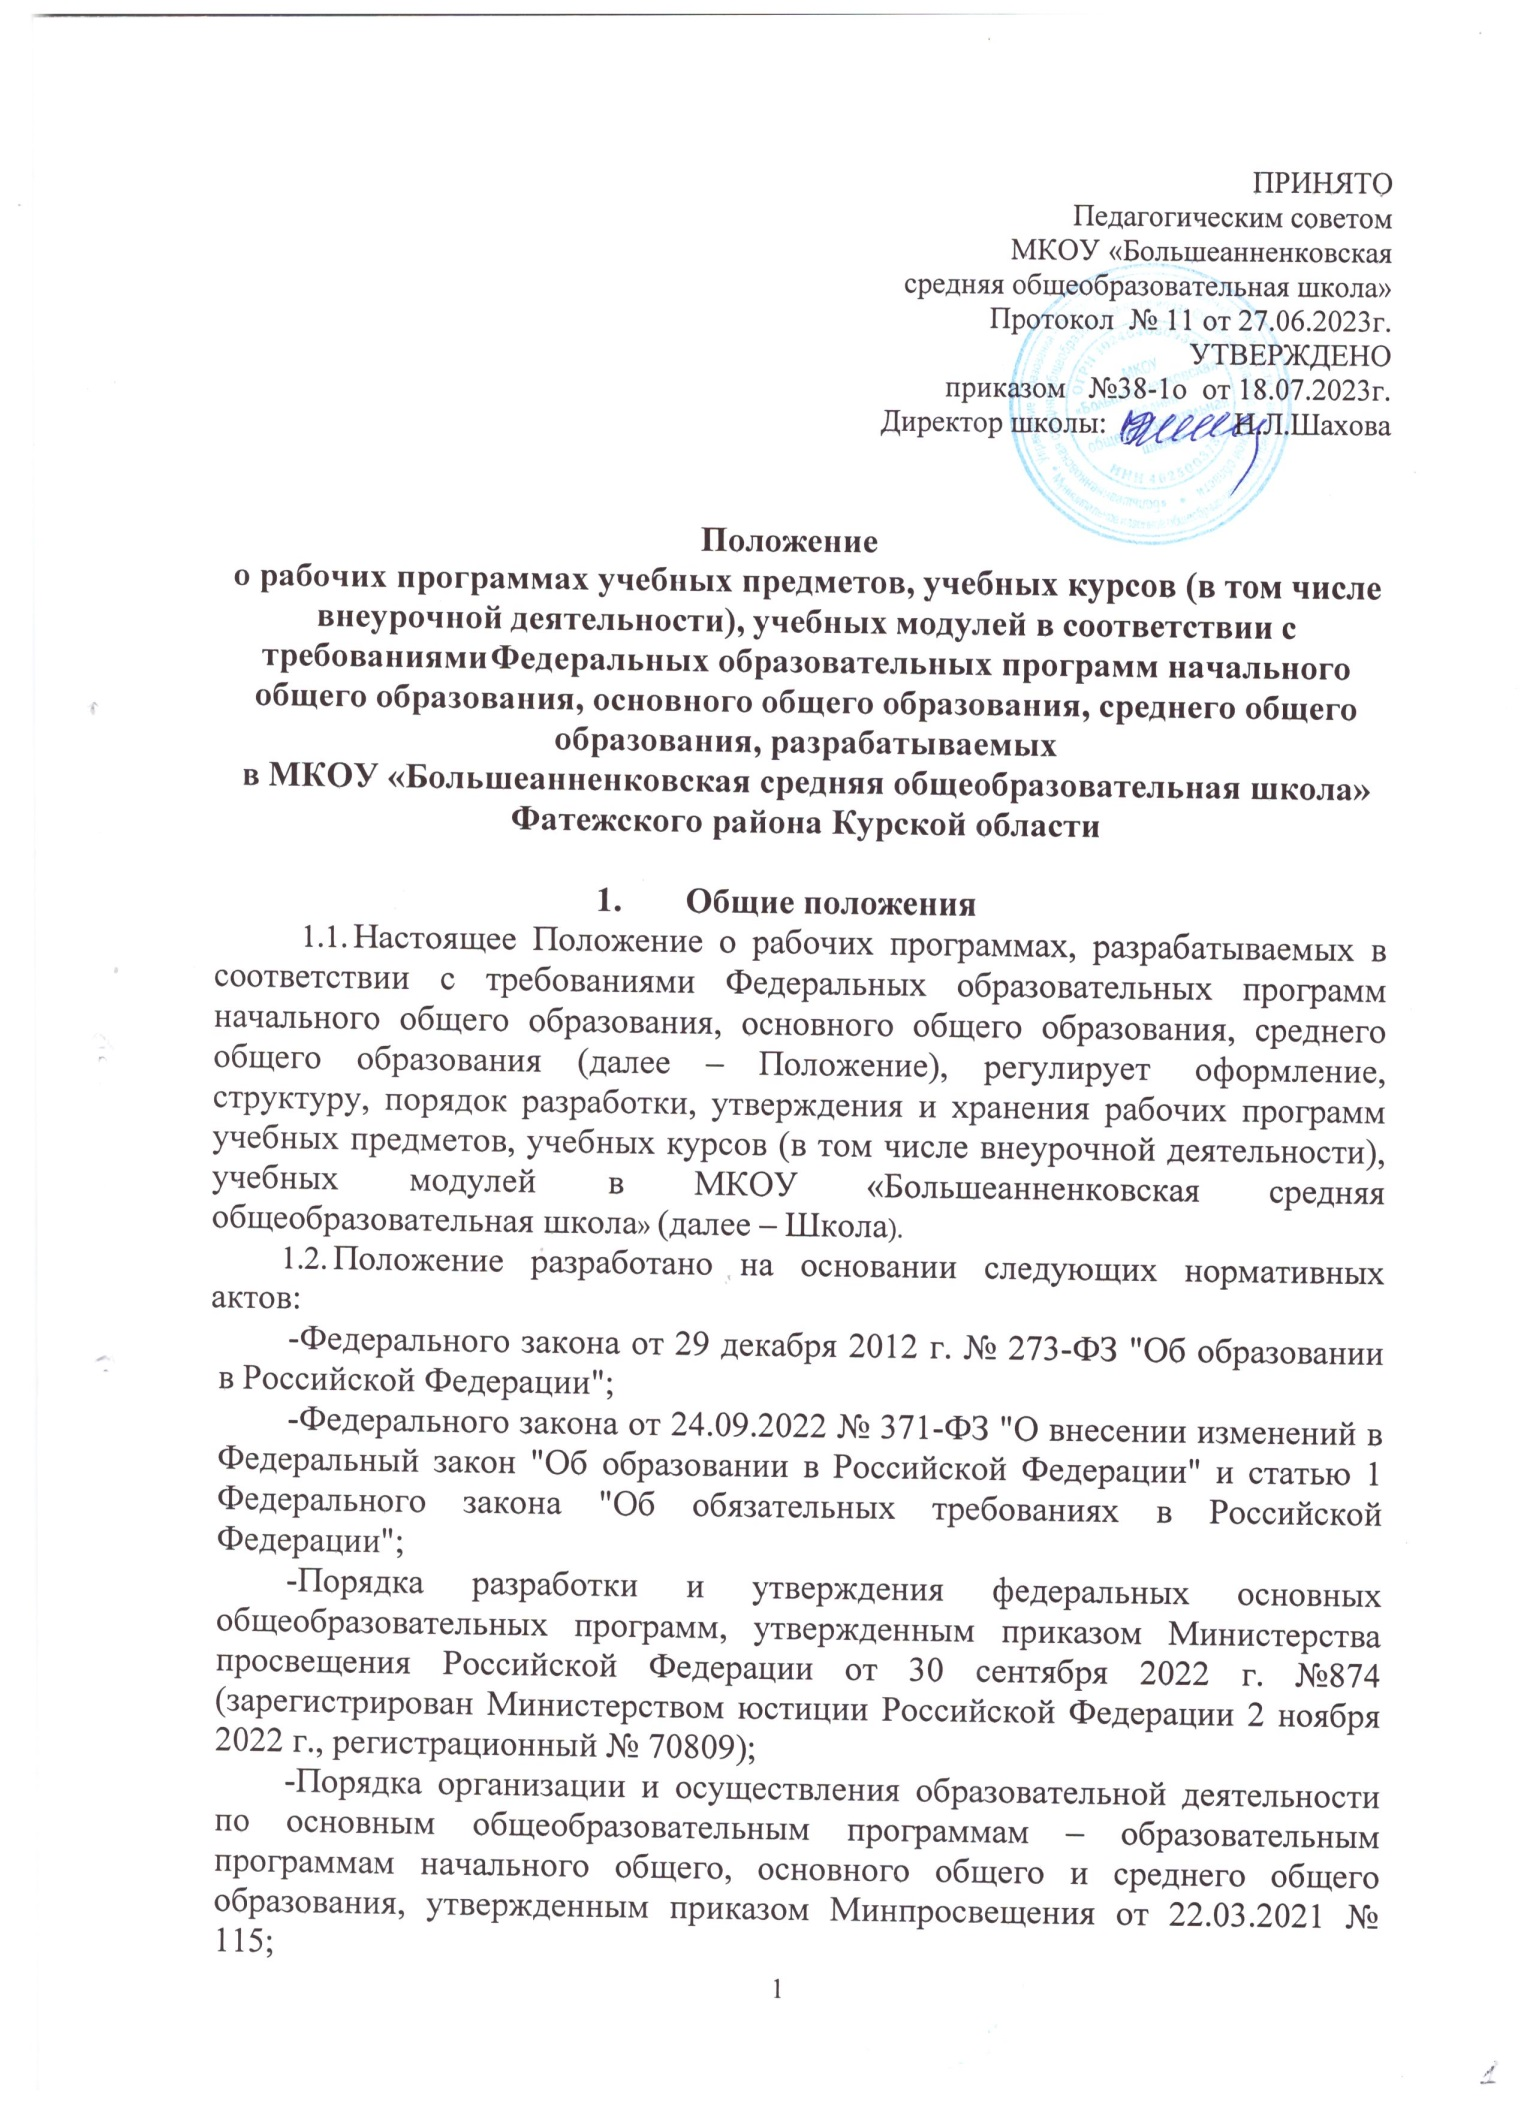 ПРИНЯТО
Педагогическим советом
МКОУ «Большеанненковская
средняя общеобразовательная школа»
Протокол № 11 от 27.06.2023г.
УТВЕРЖДЕНО
приказом №38-1о от 18.07.2023г.
Директор школы: Н.Л.Шахова
Положение
о рабочих программах учебных предметов, учебных курсов (в том числе
внеурочной деятельности), учебных модулей в соответствии с
требованиями Федеральных образовательных программ начального
общего образования, основного общего образования, среднего общего
образования, разрабатываемых
в МКОУ «Большеанненковская средняя общеобразовательная школа»
Фатежского района Курской области
1. Общие положения
1.1. Настоящее Положение о рабочих программах, разрабатываемых в
соответствии с требованиями Федеральных образовательных программ
начального общего образования, основного общего образования, среднего
общего образования (далее – Положение), регулирует оформление,
структуру, порядок разработки, утверждения и хранения рабочих программ
учебных предметов, учебных курсов (в том числе внеурочной деятельности),
учебных модулей в МКОУ «Большеанненковская средняя
общеобразовательная школа» (далее – Школа).
1.2. Положение разработано на основании следующих нормативных
актов:
-Федерального закона от 29 декабря 2012 г. № 273-ФЗ "Об образовании
в Российской Федерации";
-Федерального закона от 24.09.2022 № 371-ФЗ "О внесении изменений в
Федеральный закон "Об образовании в Российской Федерации" и статью 1
Федерального закона "Об обязательных требованиях в Российской
Федерации";
-Порядка разработки и утверждения федеральных основных
общеобразовательных программ, утвержденным приказом Министерства
просвещения Российской Федерации от 30 сентября 2022 г. №874
(зарегистрирован Министерством юстиции Российской Федерации 2 ноября
2022 г., регистрационный № 70809);
-Порядка организации и осуществления образовательной деятельности
по основным общеобразовательным программам – образовательным
программам начального общего, основного общего и среднего общего
образования, утвержденным приказом Минпросвещения от 22.03.2021 №
115;
1
1